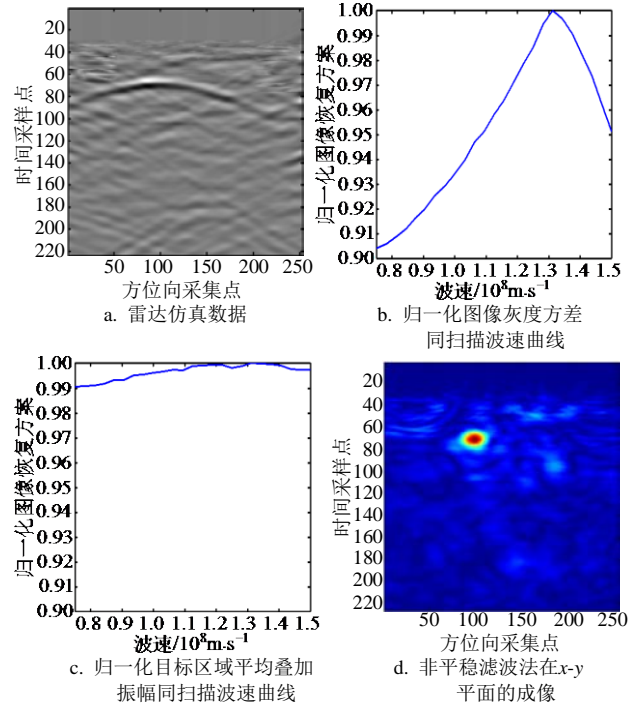 20
40
60
80
100
120
140
160
180
200
220
时间采样点
50 100 150 200 250
方位向采集点
a. 雷达仿真数据
1.00
0.99
0.98
0.97
0.96
0.95
0.94
0.93
0.92
0.91
0.90
归一化图像恢复方案
0.8 0.9 1.0 1.1 1.2 1.3 1.4 1.5
波速/10⁸m·s⁻¹
b. 归一化图像灰度方差
同扫描波速曲线
1.00
0.99
0.98
0.97
0.96
0.95
0.94
0.93
0.92
0.91
0.90
归一化图像恢复方案
0.8 0.9 1.0 1.1 1.2 1.3 1.4 1.5
波速/10⁸m·s⁻¹
c. 归一化目标区域平均叠加
振幅同扫描波速曲线
20
40
60
80
100
120
140
160
180
200
220
时间采样点
50 100 150 200 250
方位向采集点
d. 非平稳滤波法在x-y
平面的成像